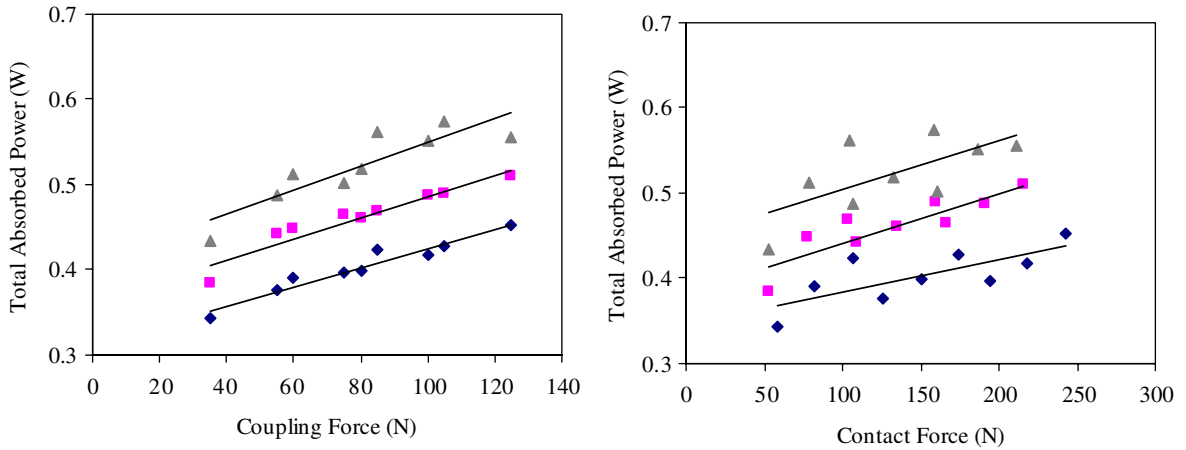 0.7
0.6
0.5
0.4
0.3
Total Absorbed Power (W)
0 20 40 60 80 100 120 140
Coupling Force (N)
0.7
0.6
0.5
0.4
0.3
Total Absorbed Power (W)
0 50 100 150 200 250 300
Contact Force (N)